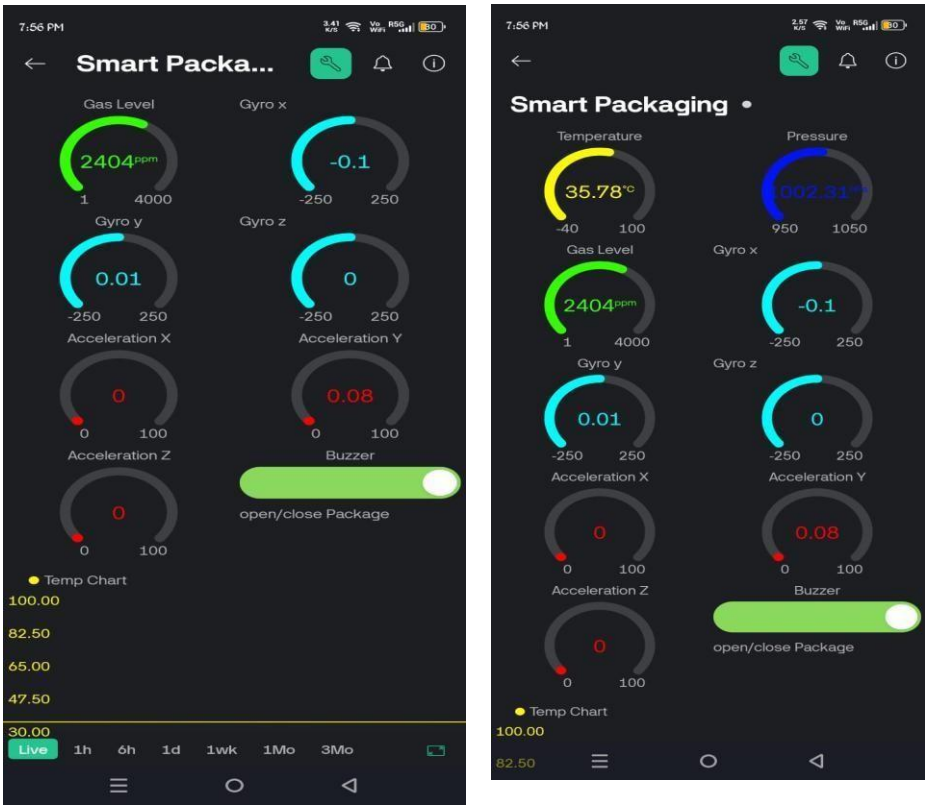 7:56 PM 3.41 K/S Vo WiFi R5G 30
Smart Packa...
Gas Level Gyro x
2404ppm -0.1
1 4000 -250 250
Gyro y Gyro z
0.01 0
-250 250 -250 250
Acceleration X Acceleration Y
0 0.08
0 100 0 100
Acceleration Z Buzzer
0
open/close Package
0 100
Temp Chart
100.00
82.50
65.00
47.50
30.00
Live 1h 6h 1d 1wk 1Mo 3Mo
7:56 PM 2.57 K/S Vo WiFi R5G 30
Smart Packaging
Temperature Pressure
35.78°C 002.31
-40 100 950 1050
Gas Level Gyro x
2404ppm -0.1
1 4000 -250 250
Gyro y Gyro z
0.01 0
-250 250 -250 250
Acceleration X Acceleration Y
0 0.08
0 100 0 100
Acceleration Z Buzzer
0 open/close Package
0 100
Temp Chart
100.00
82.50